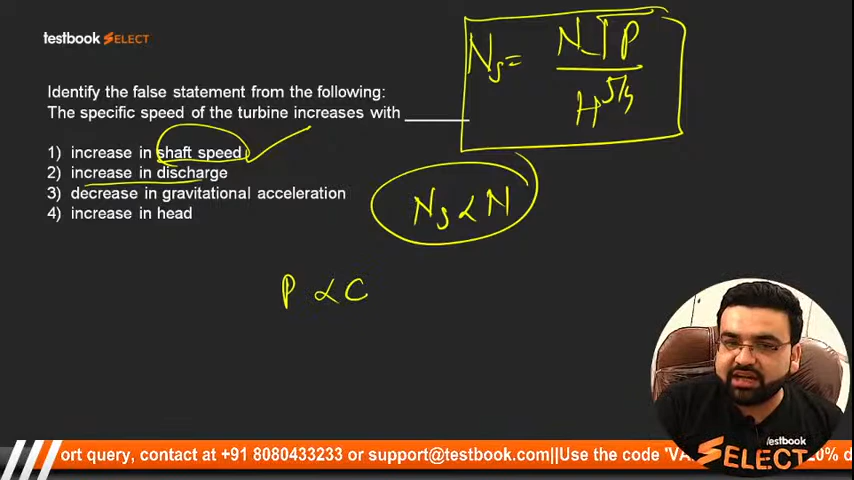 testbook SELECT
Identify the false statement from the following:
The specific speed of the turbine increases with ______
1) increase in shaft speed
2) increase in discharge
3) decrease in gravitational acceleration
4) increase in head
Ns = N√P / H^5/4
Ns ∝ N
P ∝ C
testbook
SELECT
ort query, contact at +91 8080433233 or support@testbook.com||Use the code 'VA 20% d